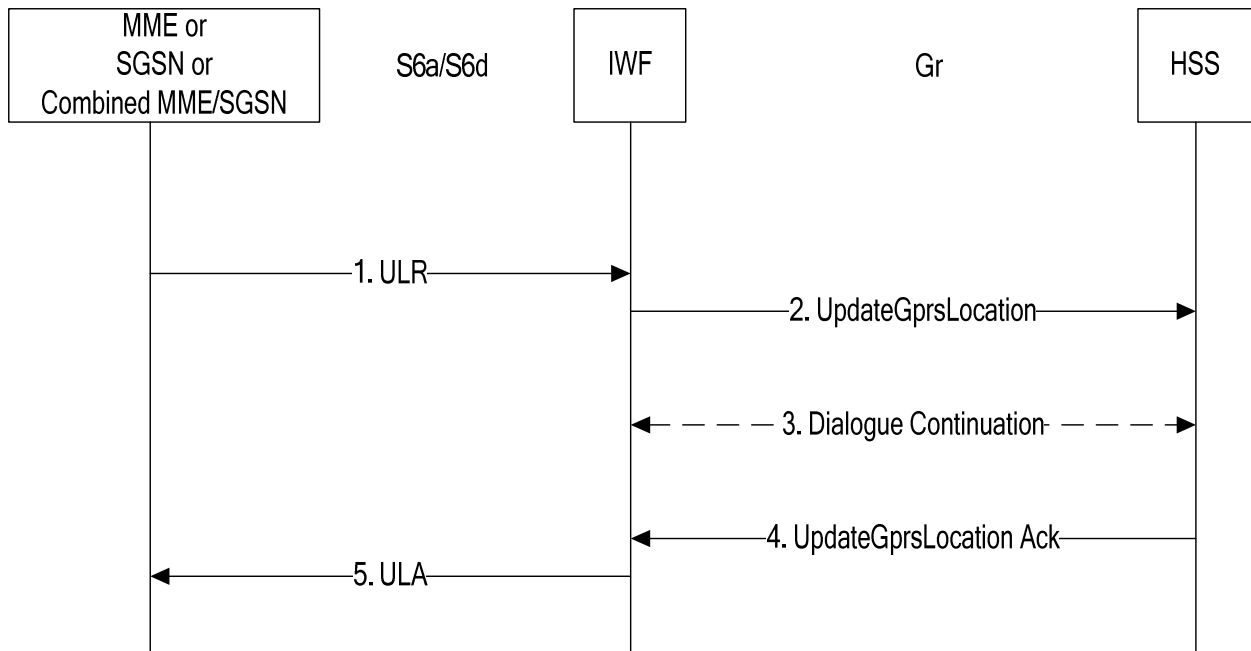 MME or
SGSN or
Combined MME/SGSN
S6a/S6d
IWF
Gr
HSS
1. ULR
2. UpdateGprsLocation
3. Dialogue Continuation
4. UpdateGprsLocation Ack
5. ULA